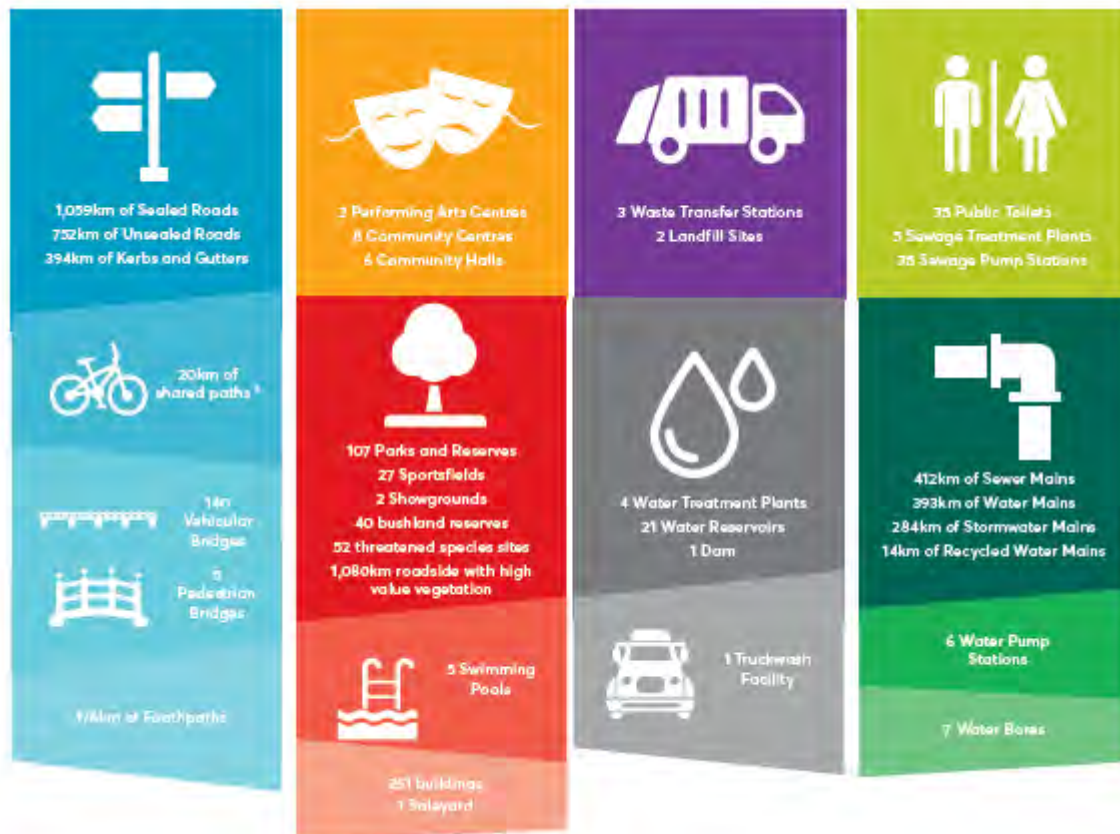 1,059km of Sealed Roads
752km of Unsealed Roads
394km of Kerbs and Gutters
20km of
shared paths
Vehicular
Bridges
Pedestrian
Bridges
of Footpaths
2 Performing Arts Centres
8 Community Centres
6 Community Halls
107 Parks and Reserves
27 Sportsfields
2 Showgrounds
40 bushland reserves
52 threatened species sites
1,080km roadside with high
value vegetation
5 Swimming
Pools
buildings
1 Saleyard
3 Waste Transfer Stations
2 Landfill Sites
4 Water Treatment Plants
21 Water Reservoirs
1 Dam
1 Truckwash
Facility
35 Public Toilets
5 Sewage Treatment Plants
35 Sewage Pump Stations
412km of Sewer Mains
393km of Water Mains
284km of Stormwater Mains
14km of Recycled Water Mains
6 Water Pump
Stations
7 Water Bores